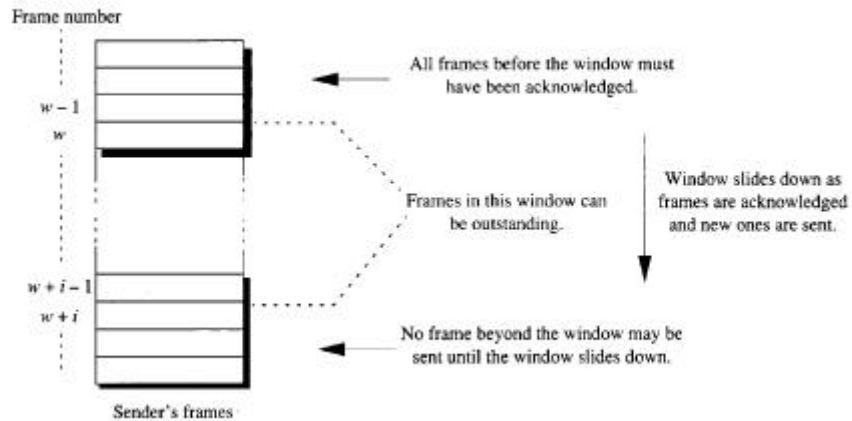 Frame number
All frames before the window must
have been acknowledged.
w – 1
w
Window slides down as
frames are acknowledged
and new ones are sent.
Frames in this window can
be outstanding.
w + i – 1
w + i
No frame beyond the window may be
sent until the window slides down.
Sender's frames